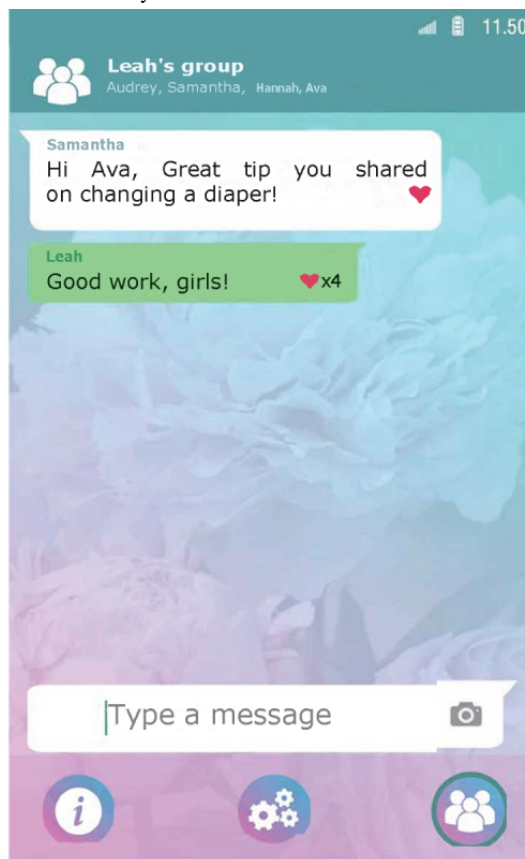 11.50
Leah's group
Audrey, Samantha, Hannah, Ava
Samantha
Hi Ava, Great tip you shared
on changing a diaper!
Leah
Good work, girls! x4
Type a message
i